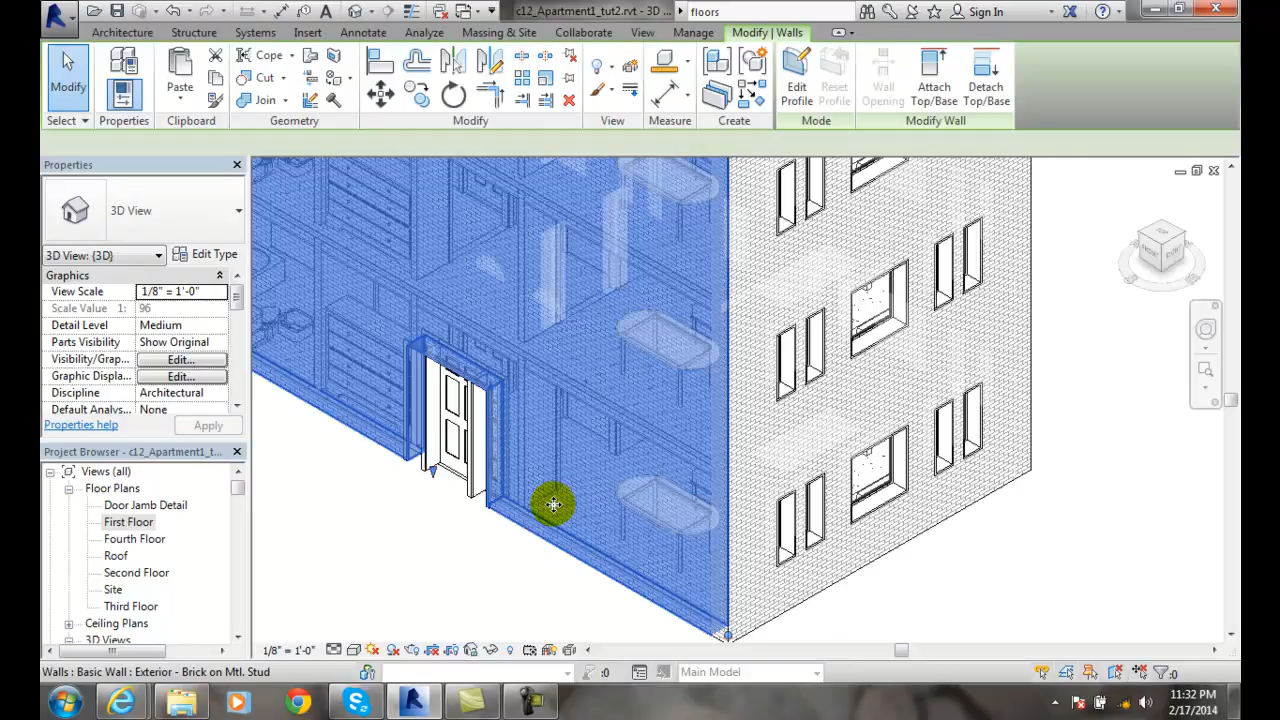 c12_Apartment1_tut2.rvt - 3D ...
floors
Sign In
Architecture Structure Systems Insert Annotate Analyze Massing & Site Collaborate View Manage Modify | Walls
Modify
Properties
Paste
Cope
Cut
Join
Edit Profile
Reset Profile
Wall Opening
Attach Top/Base
Detach Top/Base
Select Properties Clipboard Geometry Modify View Measure Create Mode Modify Wall
Properties
3D View
3D View: {3D} Edit Type
Graphics
View Scale 1/8" = 1'-0"
Scale Value 1: 96
Detail Level Medium
Parts Visibility Show Original
Visibility/Grap... Edit...
Graphic Displa... Edit...
Discipline Architectural
Default Analys... None
Properties help Apply
Project Browser - c12_Apartment1_t...
Views (all)
Floor Plans
Door Jamb Detail
First Floor
Fourth Floor
Roof
Second Floor
Site
Third Floor
Ceiling Plans
3D Views
TOP
FRONT
1/8" = 1'-0"
Walls : Basic Wall : Exterior - Brick on Mtl. Stud
:0
Main Model
:0
11:32 PM
2/17/2014